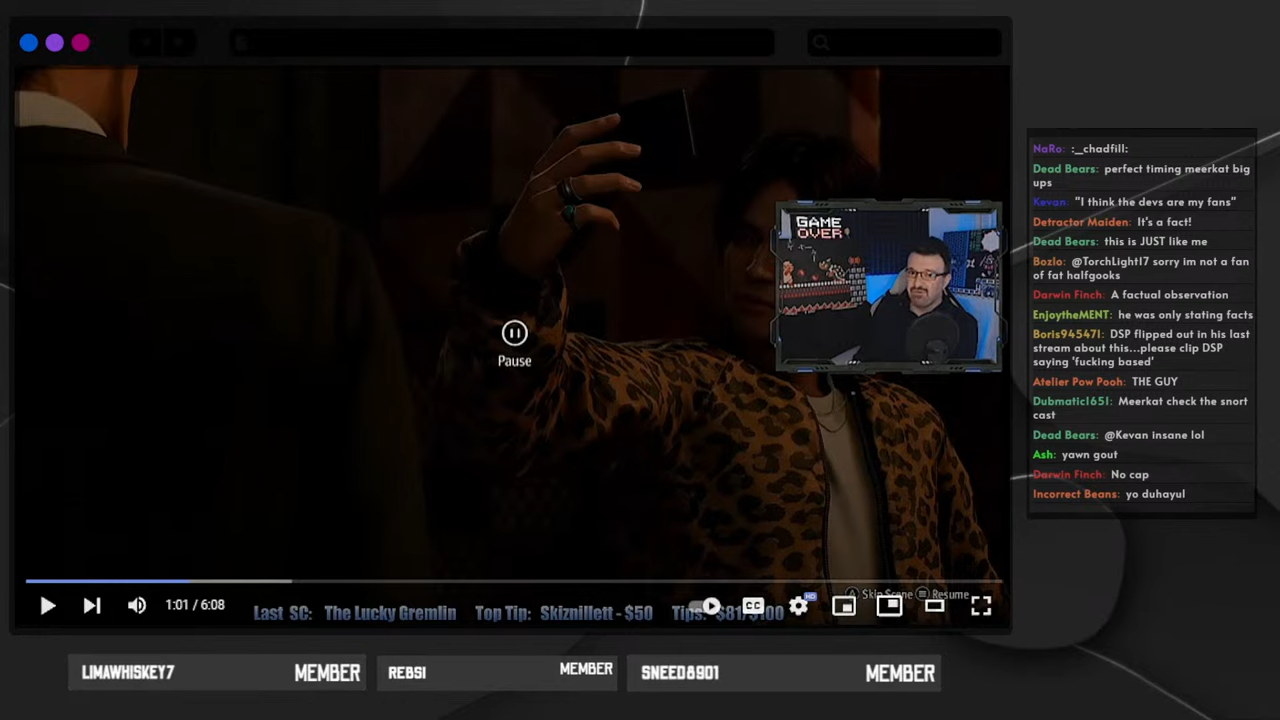 GAME
OVER
Pause
Skip Scene Resume
1:01 / 6:08
CC
HD
Last SC: The Lucky Gremlin Top Tip: Skiznillett - $50 Tips: $81/$100
LIMAWHISKEY7 MEMBER
REBSI MEMBER
SNEED8901 MEMBER
NaRo: :_chadfill:
Dead Bears: perfect timing meerkat big
ups
Kevan: "I think the devs are my fans"
Detractor Maiden: It's a fact!
Dead Bears: this is JUST like me
Bozlo: @TorchLight17 sorry im not a fan
of fat halfgooks
Darwin Finch: A factual observation
EnjoytheMENT: he was only stating facts
Boris945471: DSP flipped out in his last
stream about this...please clip DSP
saying 'fucking based'
Atelier Pow Pooh: THE GUY
Dubmatic1651: Meerkat check the snort
cast
Dead Bears: @Kevan insane lol
Ash: yawn gout
Darwin Finch: No cap
Incorrect Beans: yo duhayul